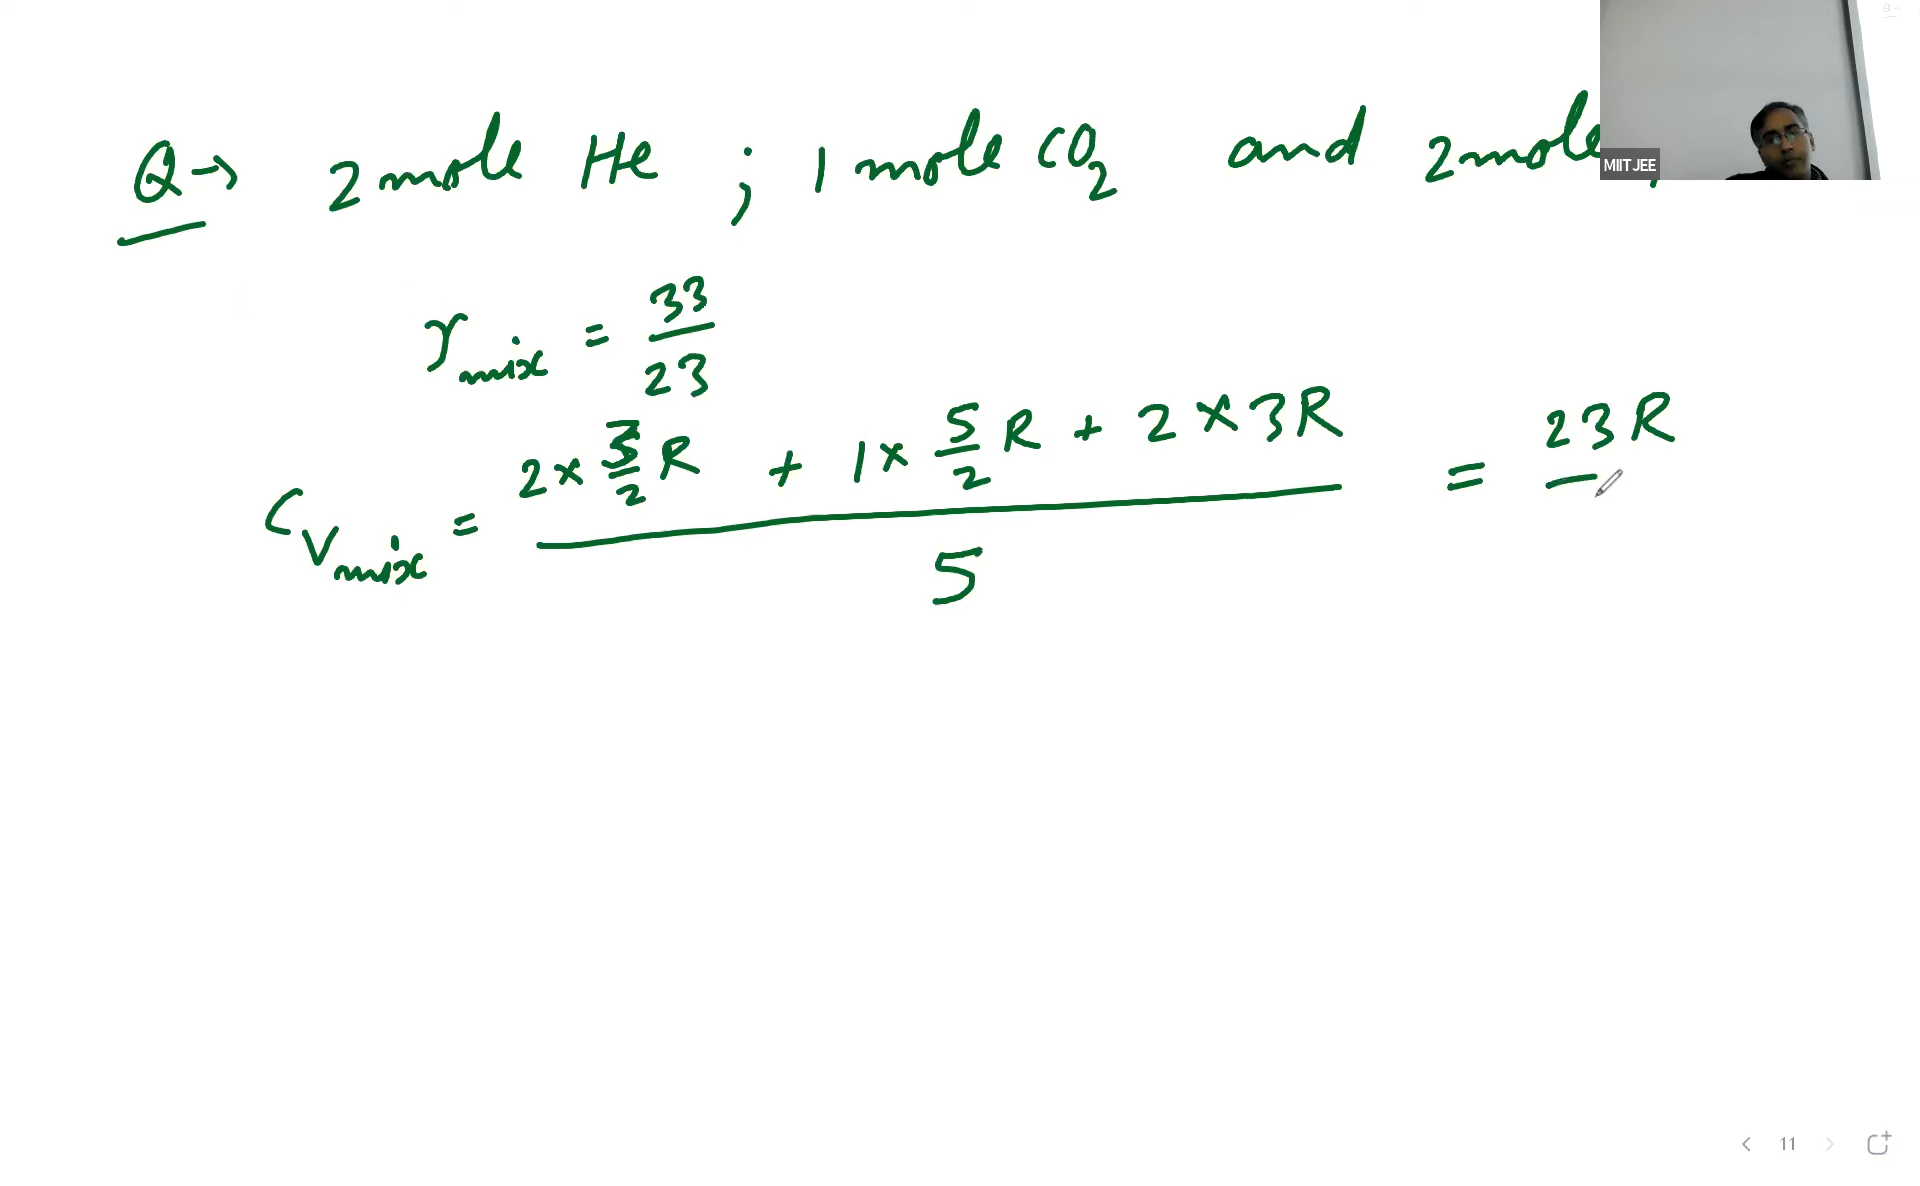 Q→ 2 mole He ; 1 mole CO₂ and 2 mole
MIIT JEE
γmix = 33/23
CVmix = (2 × 3/2 R + 1 × 5/2 R + 2 × 3R)/5 = 23R
11